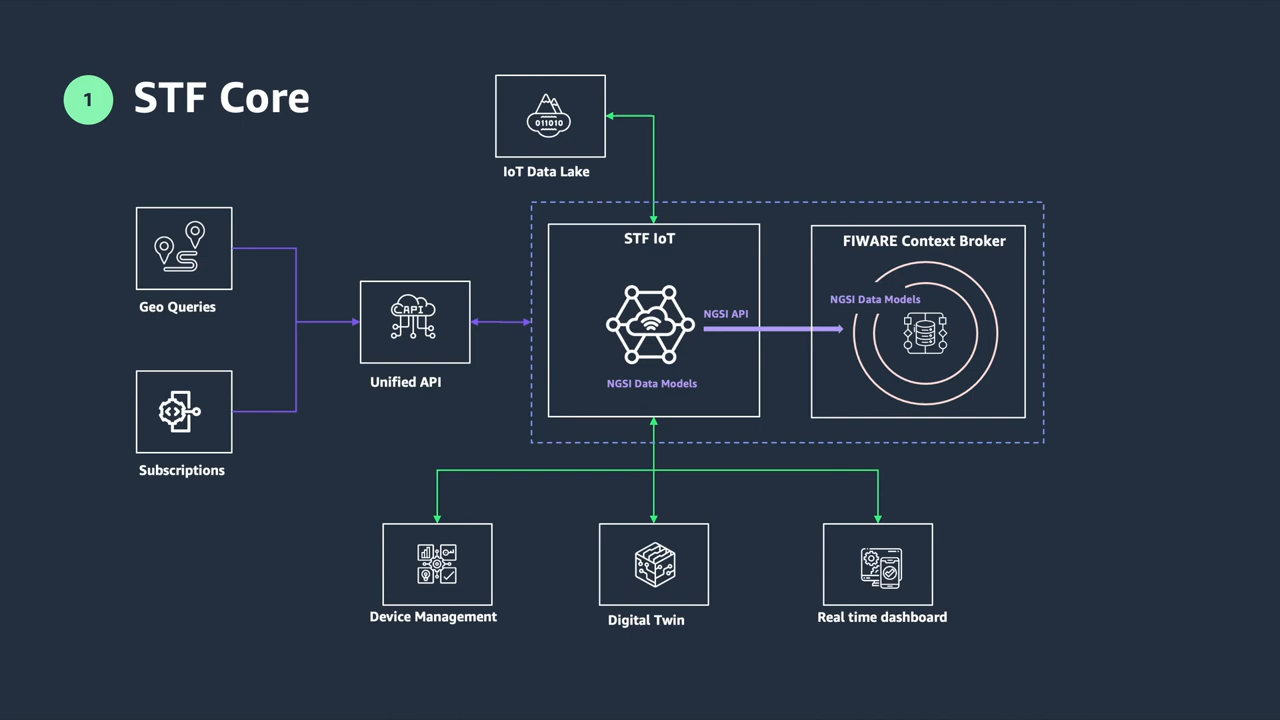 1
STF Core
011010
IoT Data Lake
STF IoT
FIWARE Context Broker
Geo Queries
NGSI Data Models
NGSI API
API
Unified API
NGSI Data Models
Subscriptions
Device Management
Digital Twin
Real time dashboard